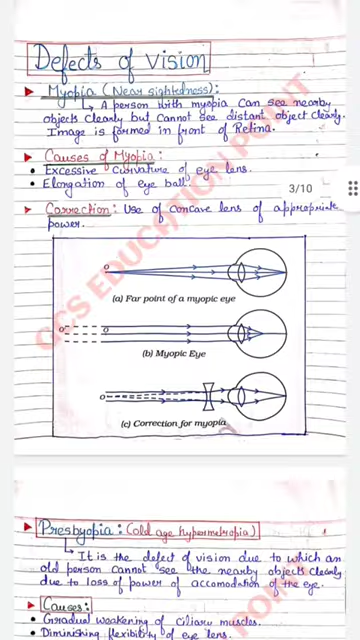 Defects of Vision
➤ Myopia (Near sightedness):
↳ A person with myopia can see nearby
objects clearly but cannot see distant object clearly.
Image is formed in front of Retina.
➤ Causes of Myopia:
• Excessive curvature of eye lens.
• Elongation of eye ball.
3/10
➤ Correction: Use of concave lens of appropriate
power.
O
(a) Far point of a myopic eye
O O
(b) Myopic Eye
O
(c) Correction for myopia
GCS EDUCATION POINT
➤ Presbyopia: (old age hypermetropia)
↳ It is the defect of vision due to which an
old person cannot see the nearby objects clearly
due to loss of power of accomodation of the eye.
➤ Causes:
• Gradual weakening of ciliary muscles.
• Diminishing flexibility of eye lens.
POINT